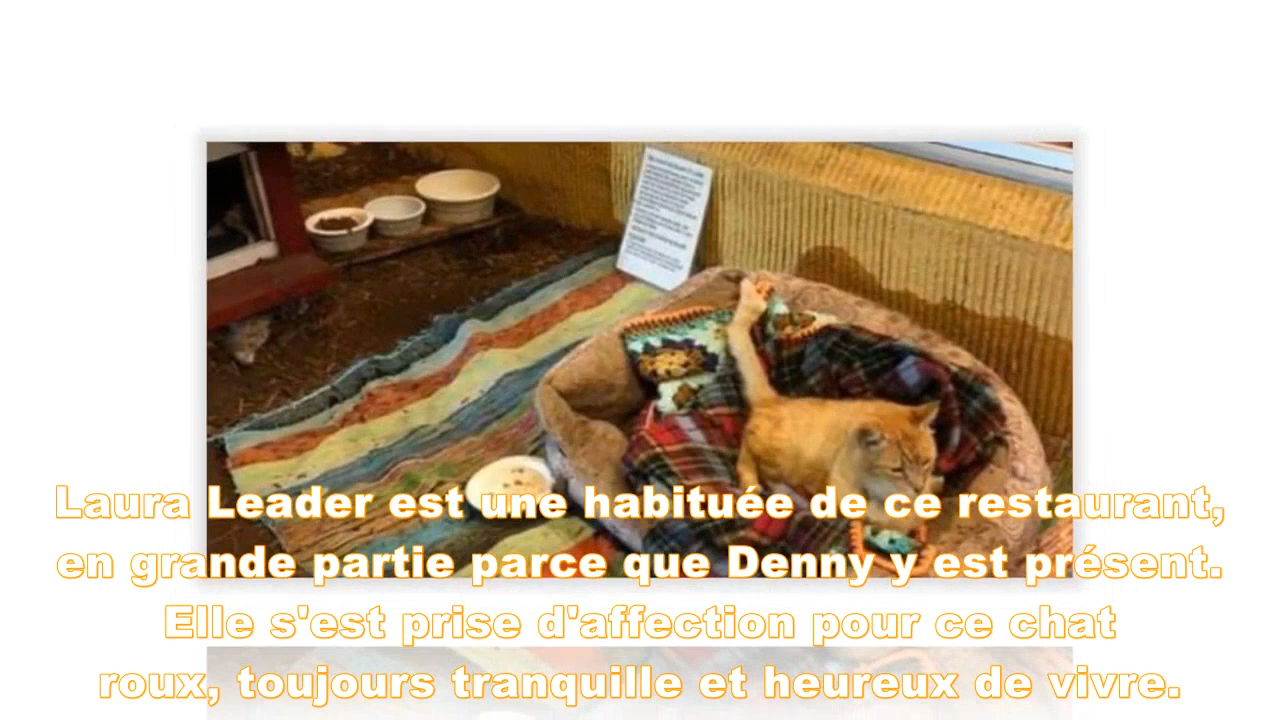 Laura Leader est une habituée de ce restaurant,
en grande partie parce que Denny y est présent.
Elle s'est prise d'affection pour ce chat
roux, toujours tranquille et heureux de vivre.